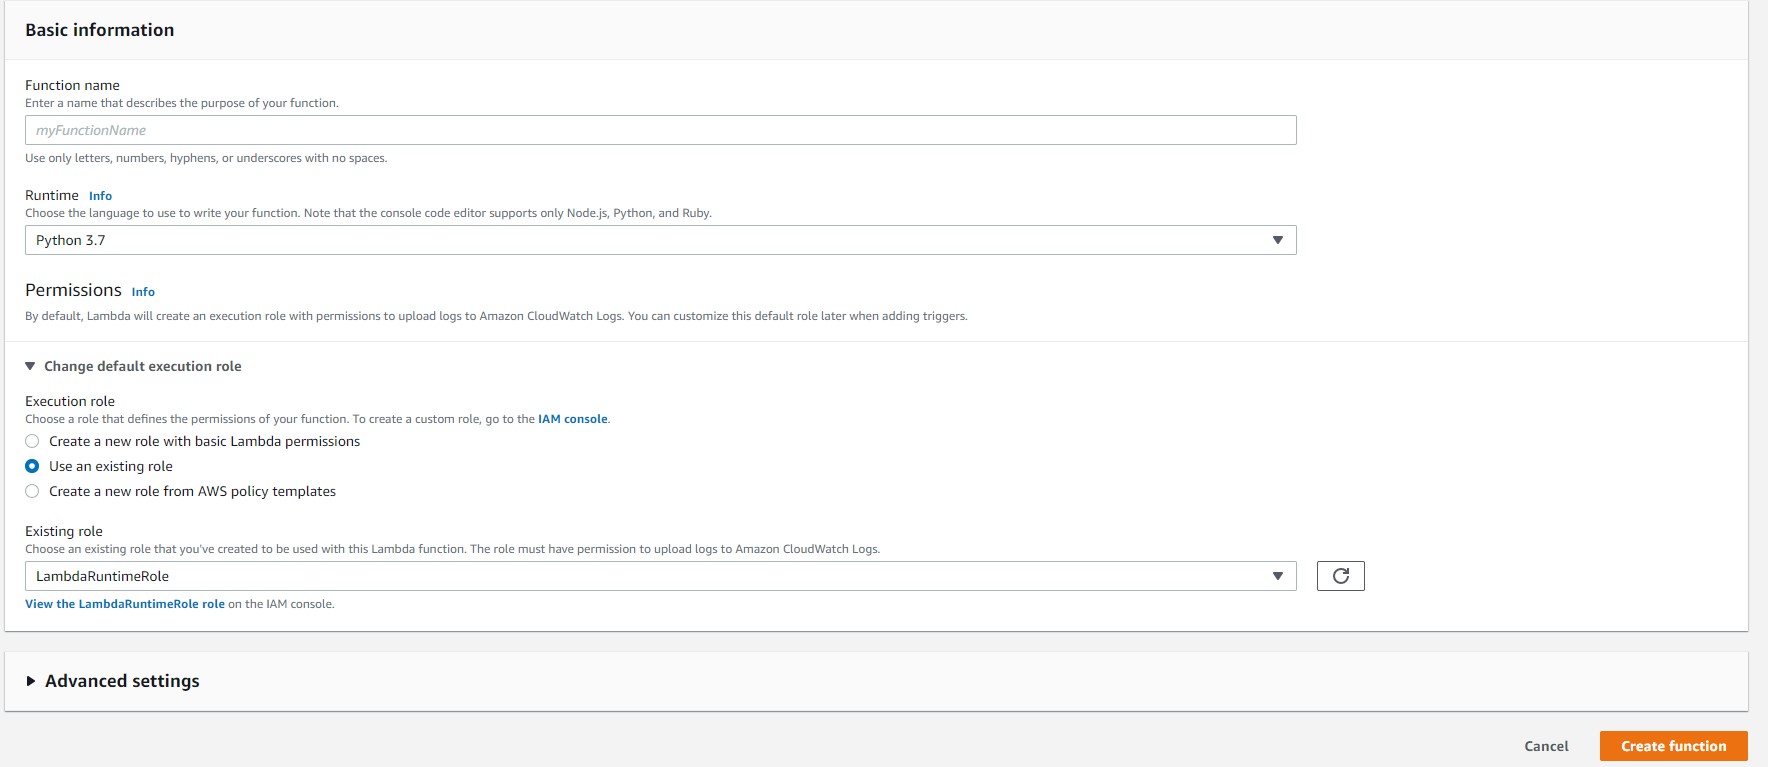 Basic information
Function name
Enter a name that describes the purpose of your function.
myFunctionName
Use only letters, numbers, hyphens, or underscores with no spaces.
Runtime Info
Choose the language to use to write your function. Note that the console code editor supports only Node.js, Python, and Ruby.
Python 3.7
Permissions Info
By default, Lambda will create an execution role with permissions to upload logs to Amazon CloudWatch Logs. You can customize this default role later when adding triggers.
Change default execution role
Execution role
Choose a role that defines the permissions of your function. To create a custom role, go to the IAM console.
Create a new role with basic Lambda permissions
Use an existing role
Create a new role from AWS policy templates
Existing role
Choose an existing role that you've created to be used with this Lambda function. The role must have permission to upload logs to Amazon CloudWatch Logs.
LambdaRuntimeRole
View the LambdaRuntimeRole role on the IAM console.
Advanced settings
Cancel Create function